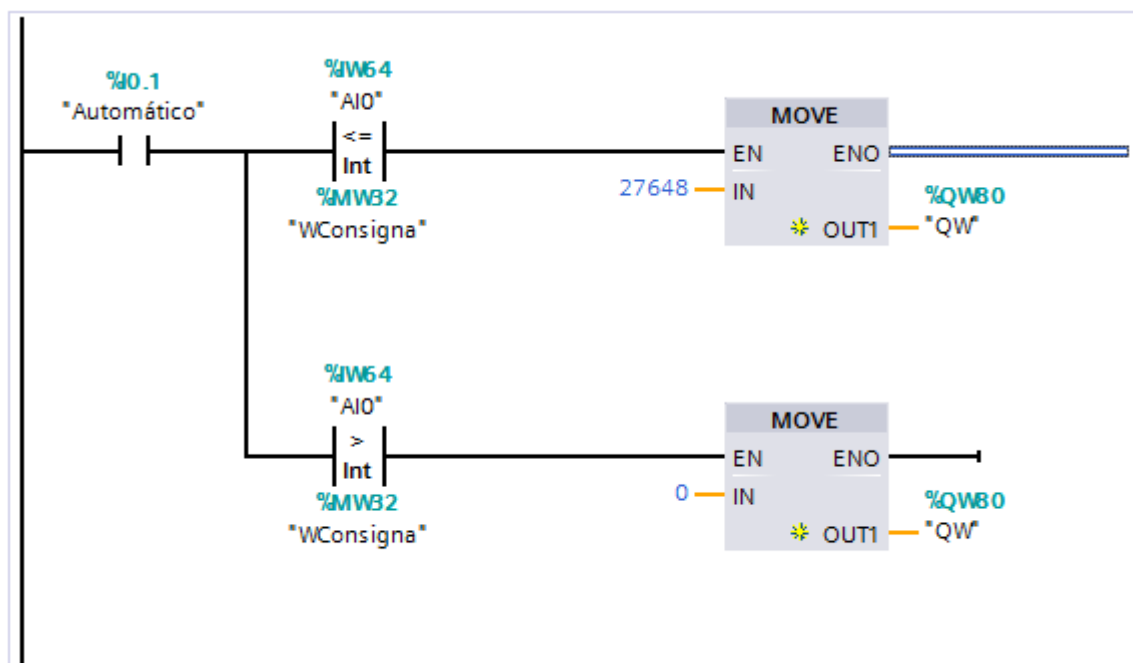 %I0.1
"Automático"
%IW64
"AI0"
<=
Int
%MW32
"WConsigna"
MOVE
EN ENO
27648 IN
OUT1
%QW80
"QW"
%IW64
"AI0"
>
Int
%MW32
"WConsigna"
MOVE
EN ENO
0 IN
OUT1
%QW80
"QW"